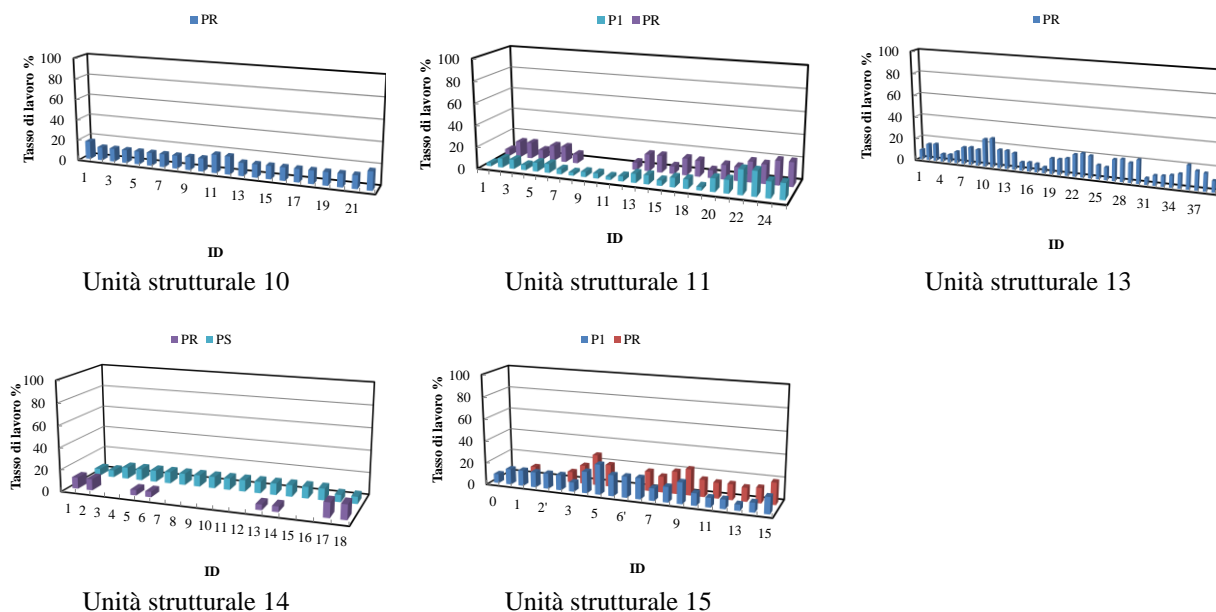 PR
Tasso di lavoro %
100
80
60
40
20
0
1 3 5 7 9 11 13 15 17 19 21
ID
Unità strutturale 10
P1 PR
Tasso di lavoro %
100
80
60
40
20
0
1 3 5 7 9 11 13 15 18 20 22 24
ID
Unità strutturale 11
PR
Tasso di lavoro %
100
80
60
40
20
0
1 4 7 10 13 16 19 22 25 28 31 34 37
ID
Unità strutturale 13
PR PS
Tasso di lavoro %
100
80
60
40
20
0
1 2 3 4 5 6 7 8 9 10 11 12 13 14 15 16 17 18
ID
Unità strutturale 14
P1 PR
Tasso di lavoro %
100
80
60
40
20
0
0 1 2' 3 5 6' 7 9 11 13 15
ID
Unità strutturale 15